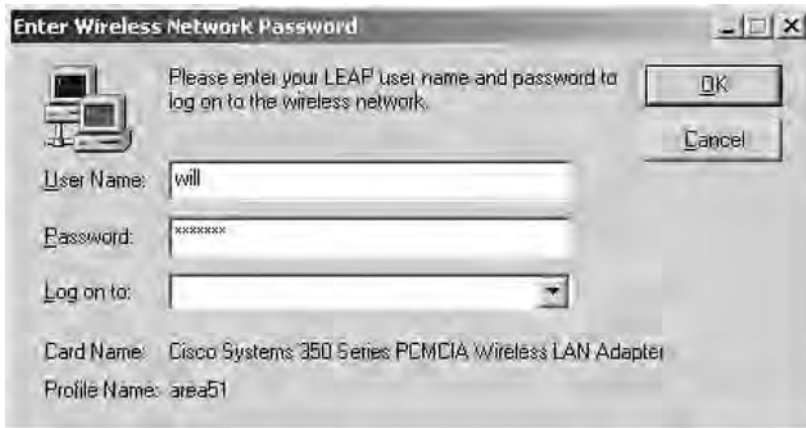 Enter Wireless Network Password
Please enter your LEAP user name and password to
log on to the wireless network.
OK
Cancel
User Name: will
Password: *******
Log on to:
Card Name: Cisco Systems 350 Series PCMCIA Wireless LAN Adapter
Profile Name: area51